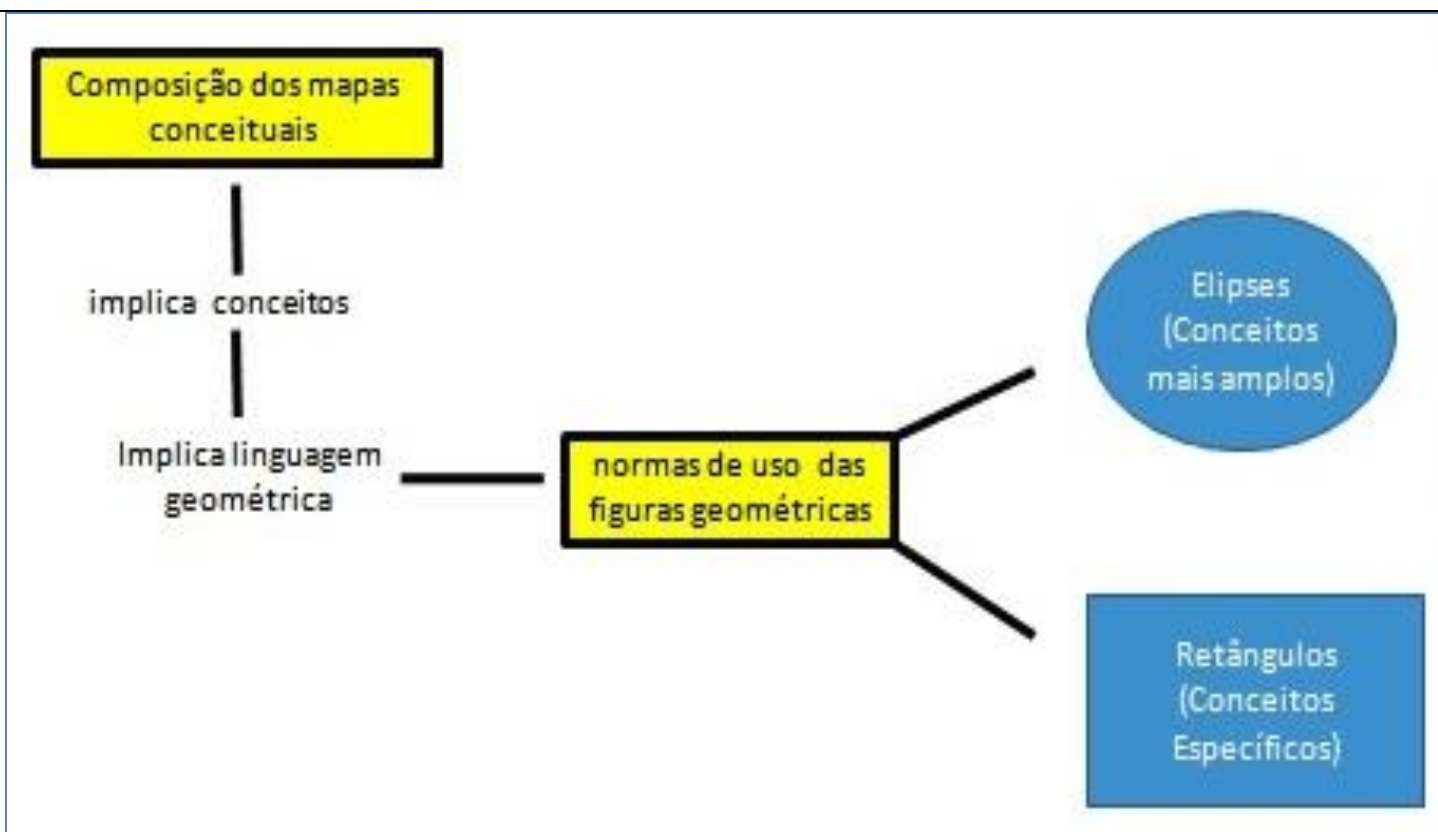 Composição dos mapas
conceituais
implica conceitos
Implica linguagem
geométrica
normas de uso das
figuras geométricas
Elipses
(Conceitos
mais amplos)
Retângulos
(Conceitos
Específicos)